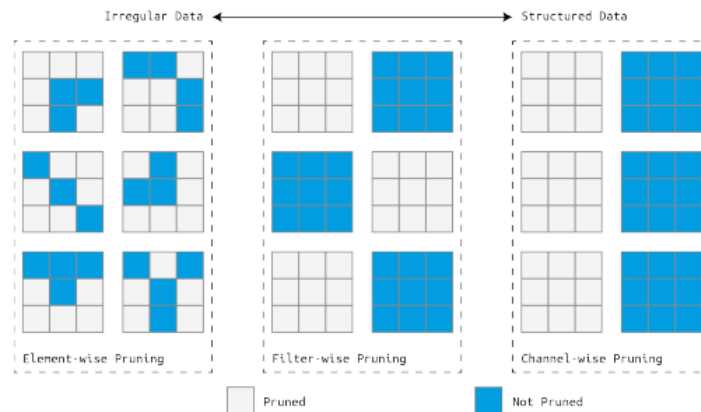 Irregular Data
Structured Data
Element-wise Pruning
Filter-wise Pruning
Channel-wise Pruning
Pruned
Not Pruned